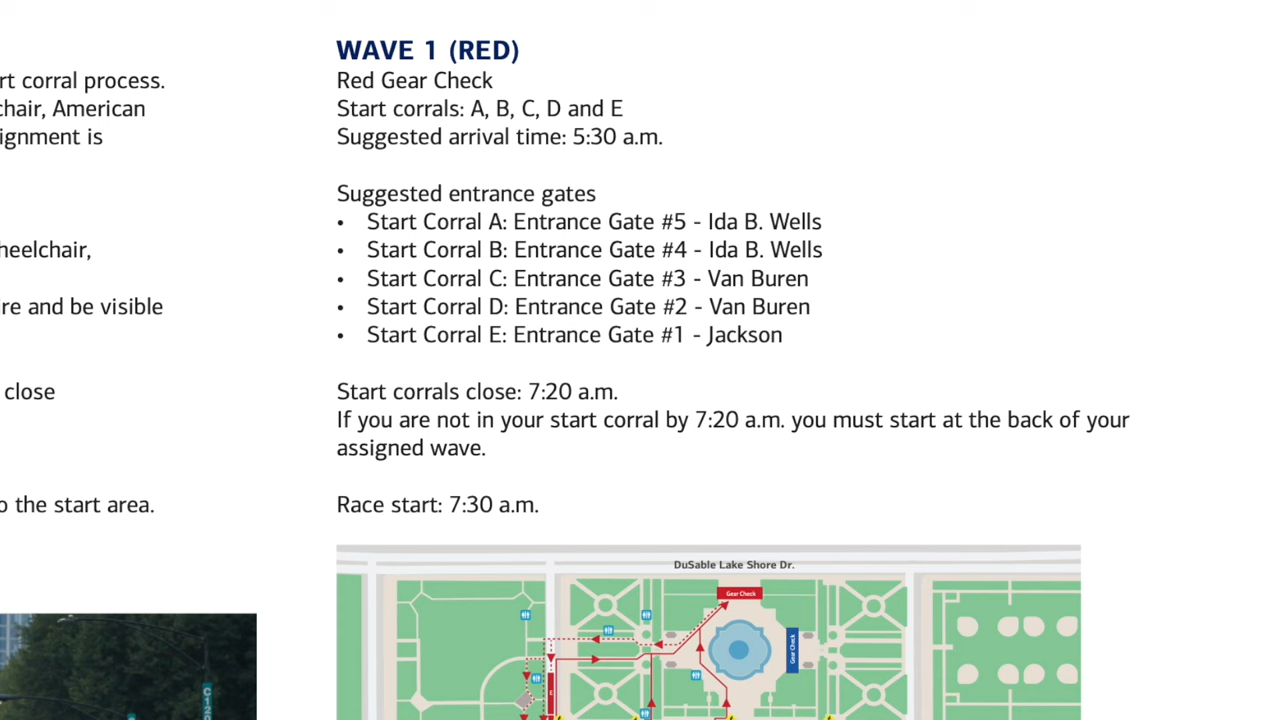 rt corral process.
chair, American
ignment is
heelchair,
ire and be visible
close
o the start area.
WAVE 1 (RED)
Red Gear Check
Start corrals: A, B, C, D and E
Suggested arrival time: 5:30 a.m.
Suggested entrance gates
• Start Corral A: Entrance Gate #5 - Ida B. Wells
• Start Corral B: Entrance Gate #4 - Ida B. Wells
• Start Corral C: Entrance Gate #3 - Van Buren
• Start Corral D: Entrance Gate #2 - Van Buren
• Start Corral E: Entrance Gate #1 - Jackson
Start corrals close: 7:20 a.m.
If you are not in your start corral by 7:20 a.m. you must start at the back of your
assigned wave.
Race start: 7:30 a.m.
DuSable Lake Shore Dr.
Gear Check
Gear Check
E